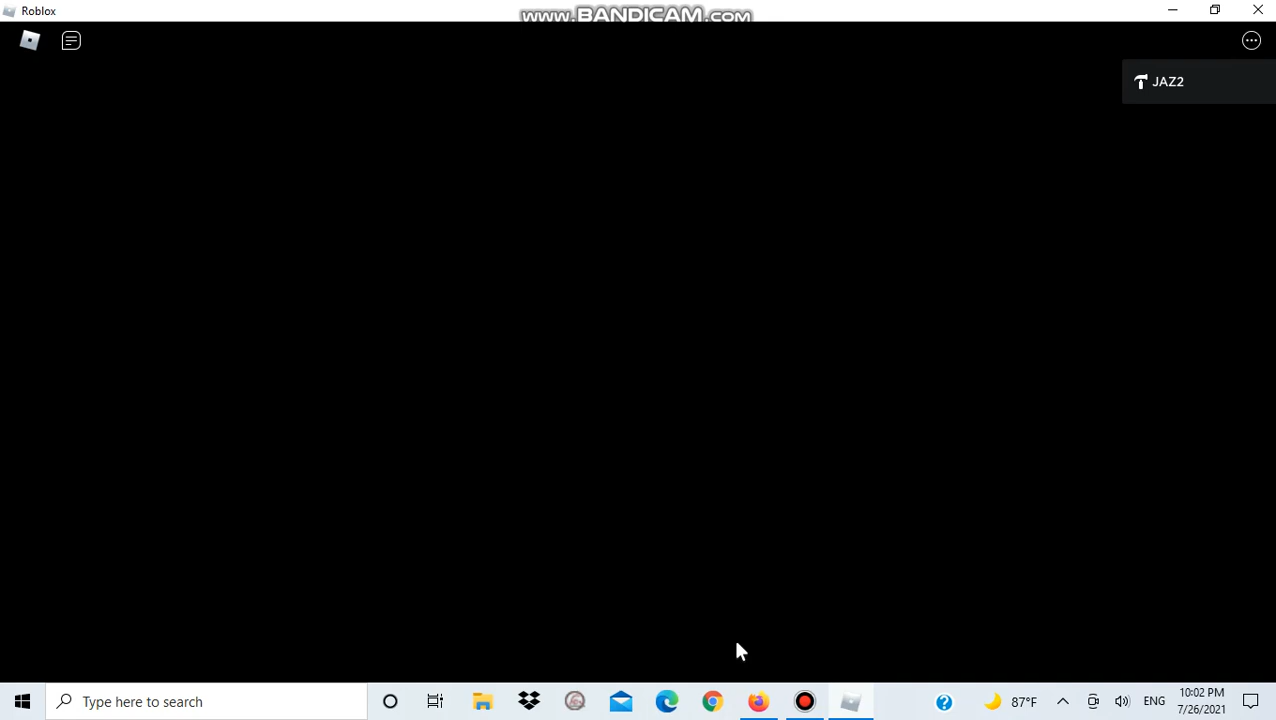 Roblox
www.BANDICAM.com
JAZ2
Type here to search
87°F
ENG
10:02 PM
7/26/2021